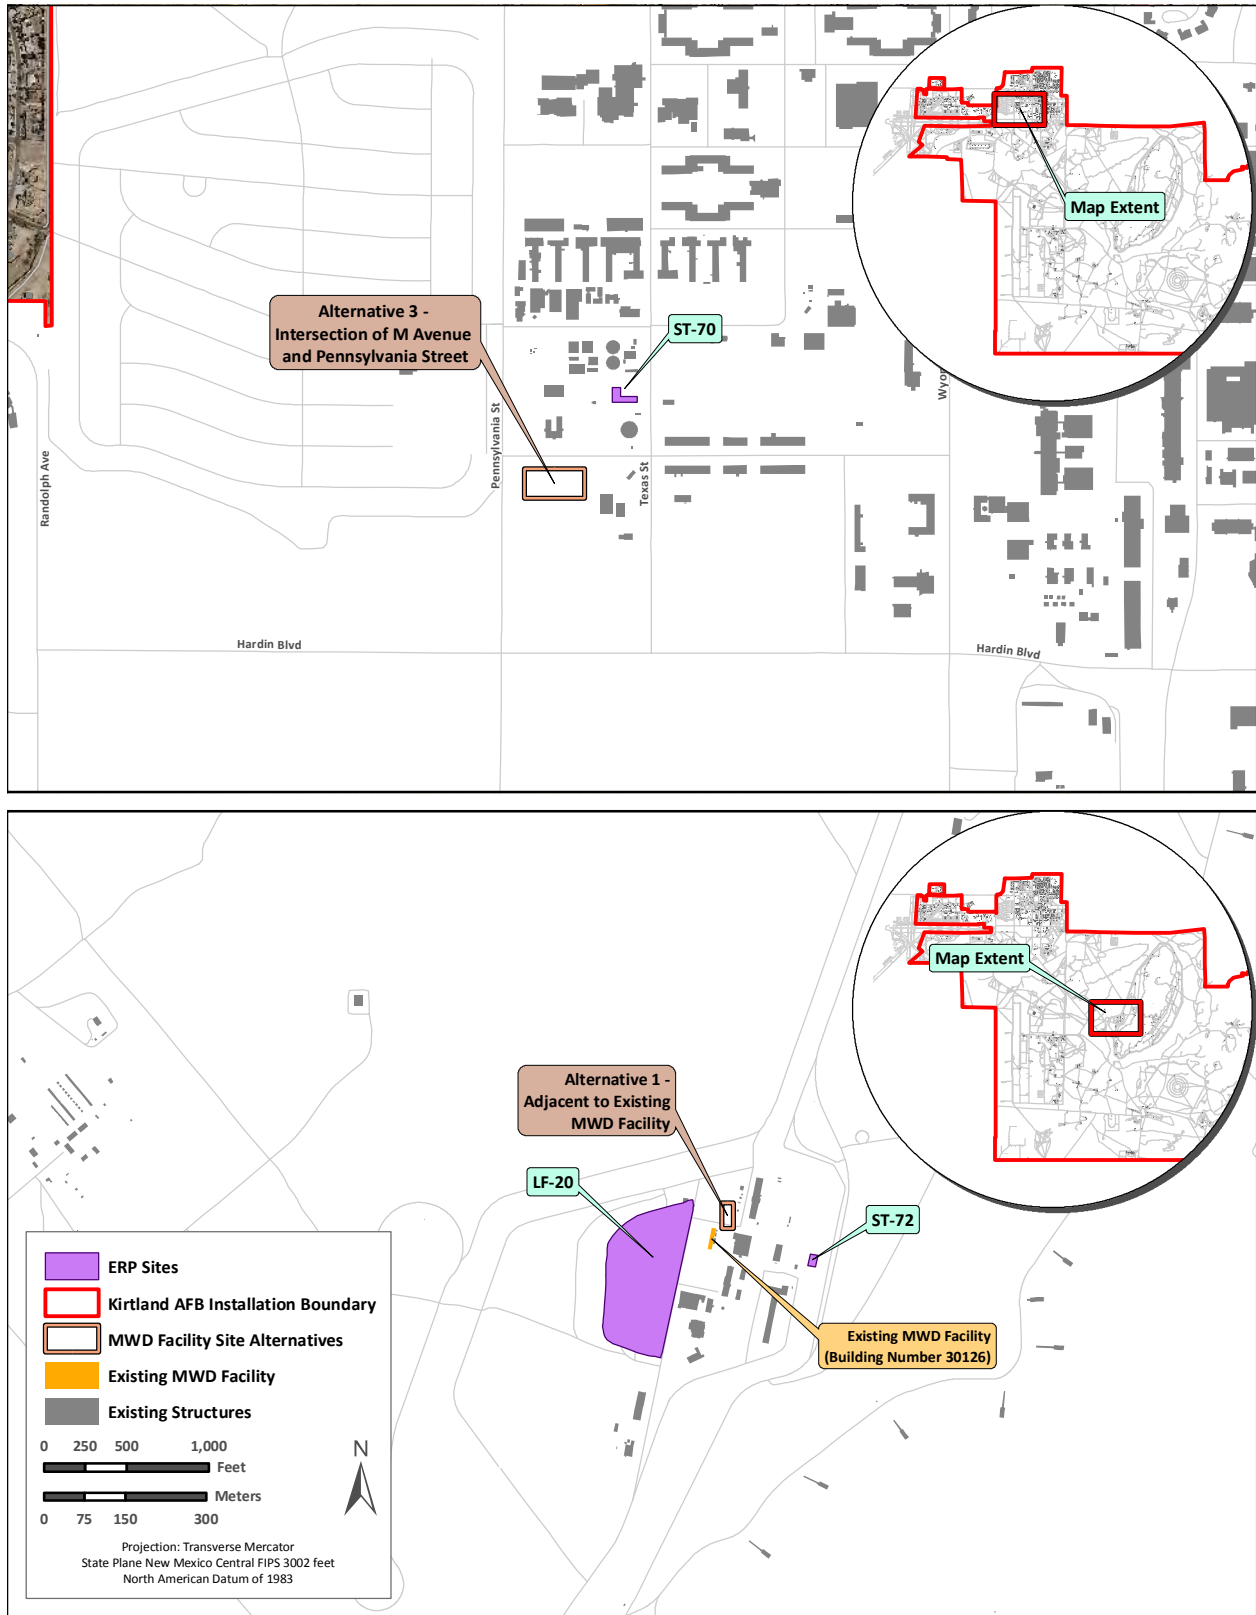 Map Extent
Alternative 3 -
Intersection of M Avenue
and Pennsylvania Street
ST-70
Randolph Ave
Pennsylvania St
Texas St
Wyom
Hardin Blvd
Hardin Blvd
Map Extent
Alternative 1 -
Adjacent to Existing
MWD Facility
LF-20
ST-72
Existing MWD Facility
(Building Number 30126)
ERP Sites
Kirtland AFB Installation Boundary
MWD Facility Site Alternatives
Existing MWD Facility
Existing Structures
0 250 500 1,000
Feet
Meters
0 75 150 300
N
Projection: Transverse Mercator
State Plane New Mexico Central FIPS 3002 feet
North American Datum of 1983